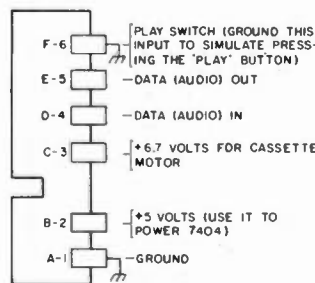 PLAY SWITCH (GROUND THIS
F-6 INPUT TO SIMULATE PRESS-
ING THE "PLAY" BUTTON)
E-5 DATA (AUDIO) OUT
D-4 DATA (AUDIO) IN
C-3 +6.7 VOLTS FOR CASSETTE
MOTOR
B-2 +5 VOLTS (USE IT TO
POWER 7404)
A-1 GROUND